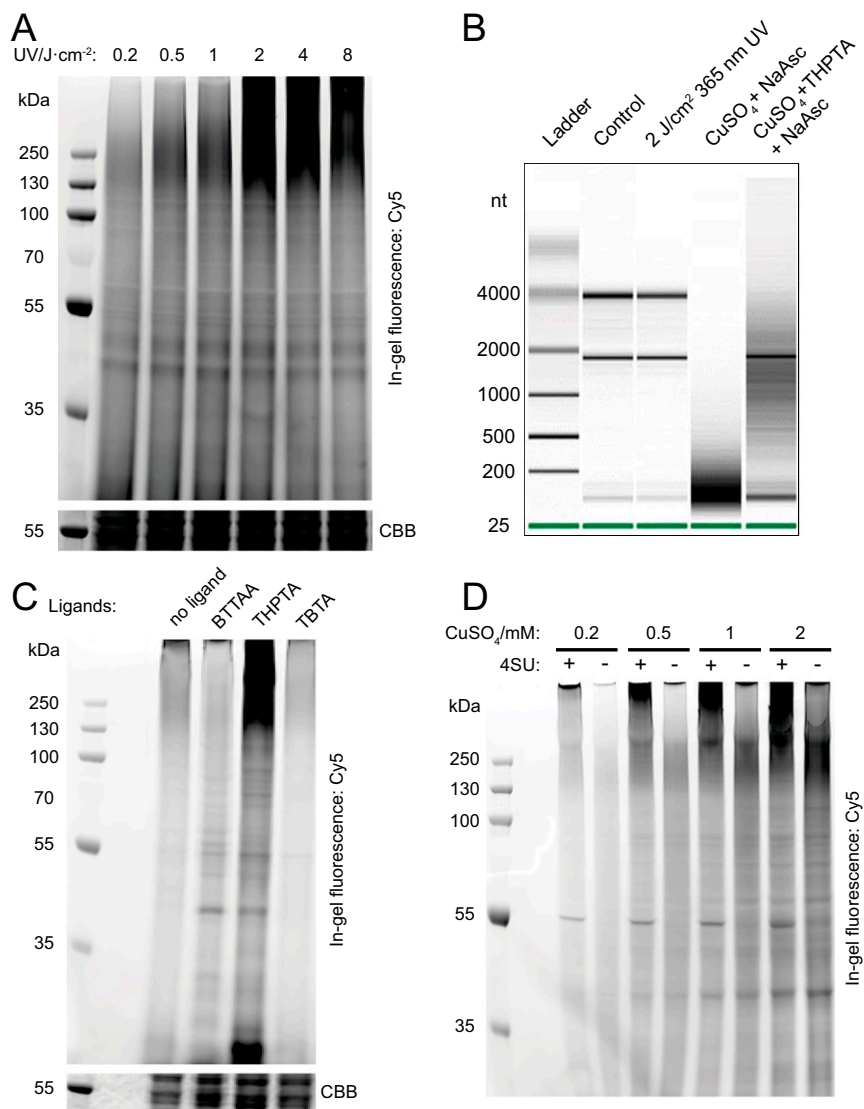 A
UV/J·cm-2: 0.2 0.5 1 2 4 8
kDa
250
130
100
70
55
35
In-gel fluorescence: Cy5
55
CBB
B
Ladder
Control
2 J/cm2 365 nm UV
CuSO4+ NaAsc
CuSO4+THPTA
+ NaAsc
nt
4000
2000
1000
500
200
25
C
Ligands:
no ligand
BTTAA
THPTA
TBTA
kDa
250
130
100
70
55
35
In-gel fluorescence: Cy5
55
CBB
D
CuSO4/mM: 0.2 0.5 1 2
4SU: + - + - + - + -
kDa
250
130
100
55
35
In-gel fluorescence: Cy5